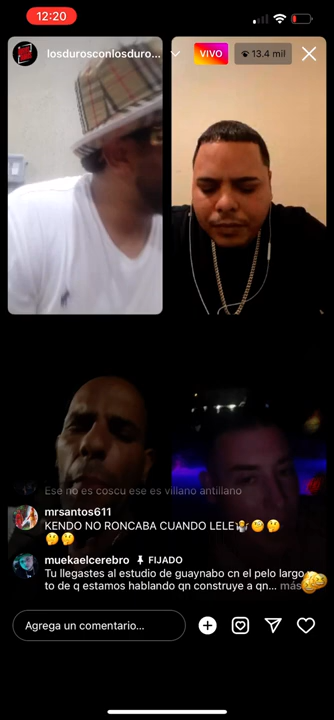 12:20
losdurosconlosduro...
VIVO
13.4 mil
Ese no es coscu ese es villano antillano
mrsantos611
KENDO NO RONCABA CUANDO LELE🤷‍♂️🧐🤔
🤔🤔
muekaelcerebro FIJADO
Tu llegastes al estudio de guaynabo cn el pelo largo
to de q estamos hablando qn construye a qn... más
Agrega un comentario...